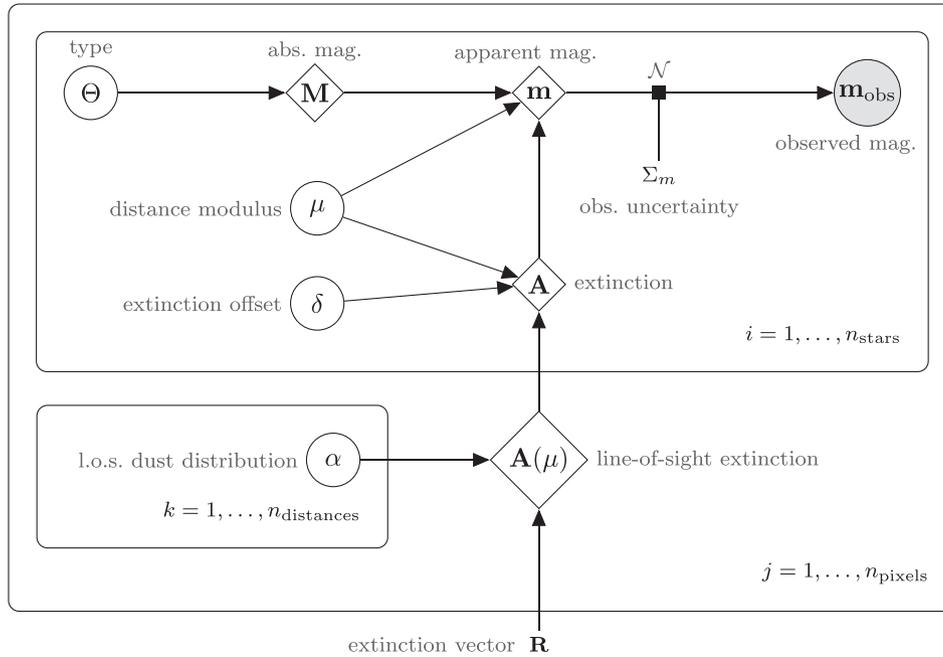 type
abs. mag.
apparent mag.
𝒩
Θ
M
m
m_obs
observed mag.
Σ_m
obs. uncertainty
distance modulus μ
extinction offset δ
A extinction
i = 1, . . . , n_stars
l.o.s. dust distribution α
A(μ) line-of-sight extinction
k = 1, . . . , n_distances
j = 1, . . . , n_pixels
extinction vector R